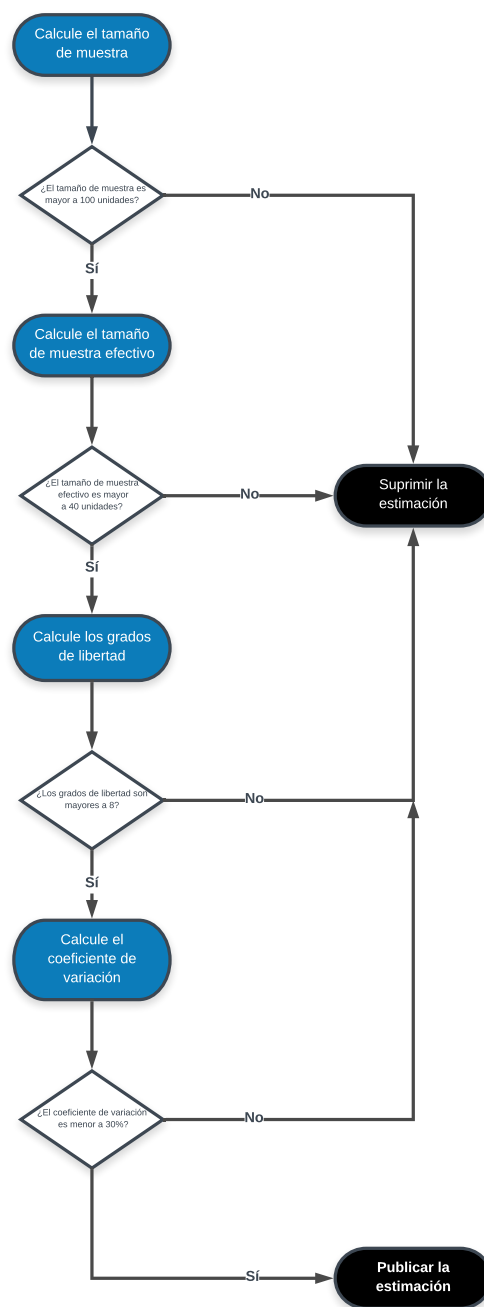 Calcule el tamaño
de muestra
¿El tamaño de muestra es
mayor a 100 unidades?
No
Sí
Calcule el tamaño
de muestra efectivo
¿El tamaño de muestra
efectivo es mayor
a 40 unidades?
No
Suprimir la
estimación
Sí
Calcule los grados
de libertad
¿Los grados de libertad son
mayores a 8?
No
Sí
Calcule el
coeficiente de
variación
¿El coeficiente de variación
es menor a 30%?
No
Sí
Publicar la
estimación